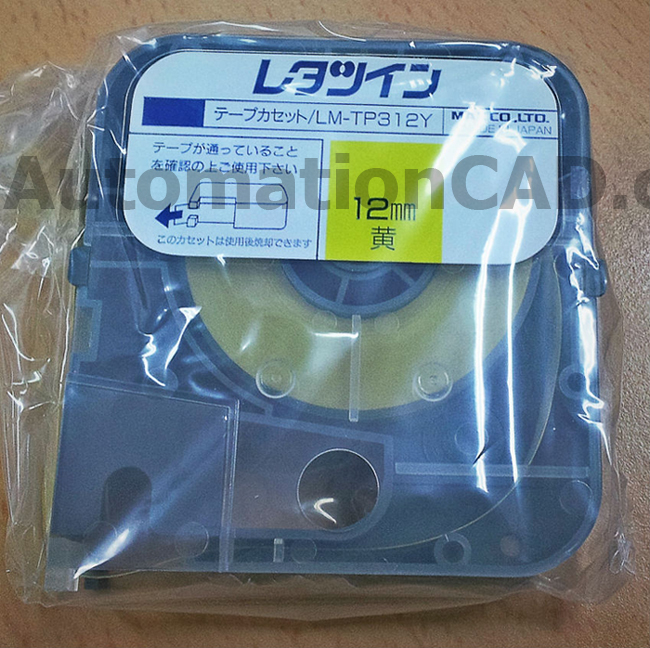 レタツイン
テープカセット/LM-TP312Y
MAX CO.,LTD.
MADE IN JAPAN
テープが通っていること
を確認の上ご使用下さい
このカセットは使用後焼却できます
12mm
黄
AutomationCAD.c